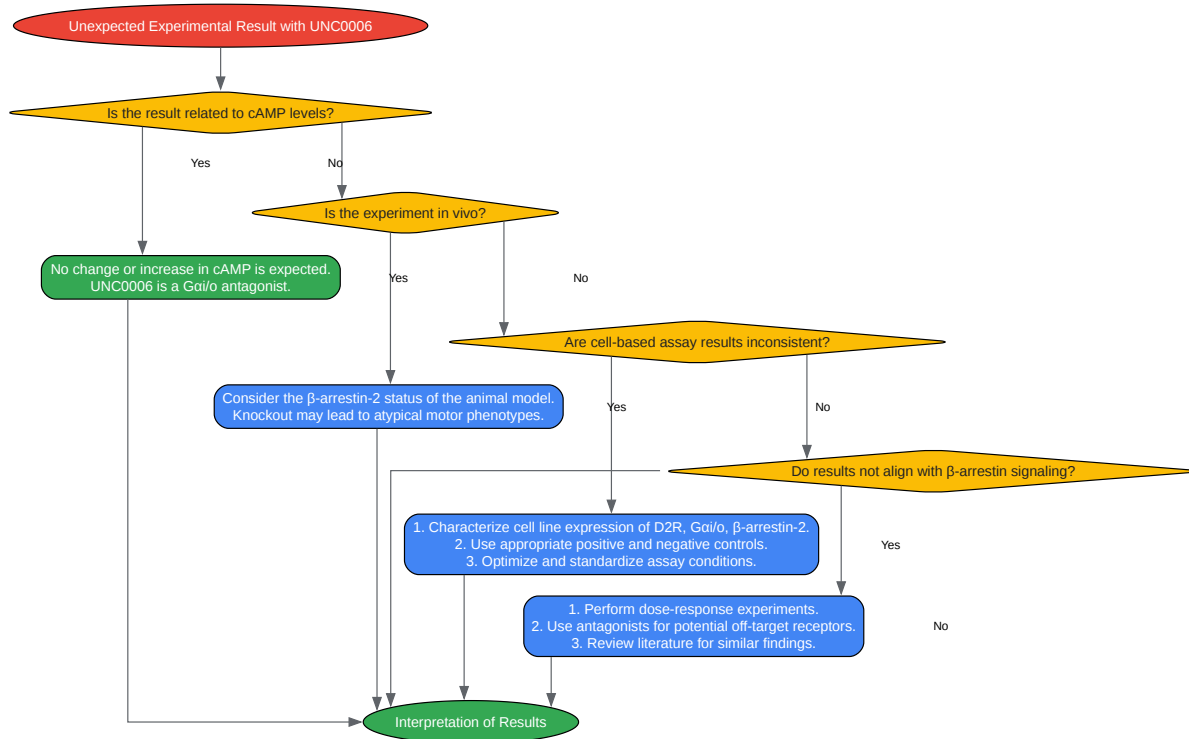 Unexpected Experimental Result with UNC0006
Is the result related to cAMP levels?
Yes
No
Is the experiment in vivo?
No change or increase in cAMP is expected.
UNC0006 is a Gαi/o antagonist.
Yes
No
Are cell-based assay results inconsistent?
Consider the β-arrestin-2 status of the animal model.
Knockout may lead to atypical motor phenotypes.
Yes
No
Do results not align with β-arrestin signaling?
1. Characterize cell line expression of D2R, Gαi/o, β-arrestin-2.
2. Use appropriate positive and negative controls.
3. Optimize and standardize assay conditions.
Yes
1. Perform dose-response experiments.
2. Use antagonists for potential off-target receptors.
3. Review literature for similar findings.
No
Interpretation of Results